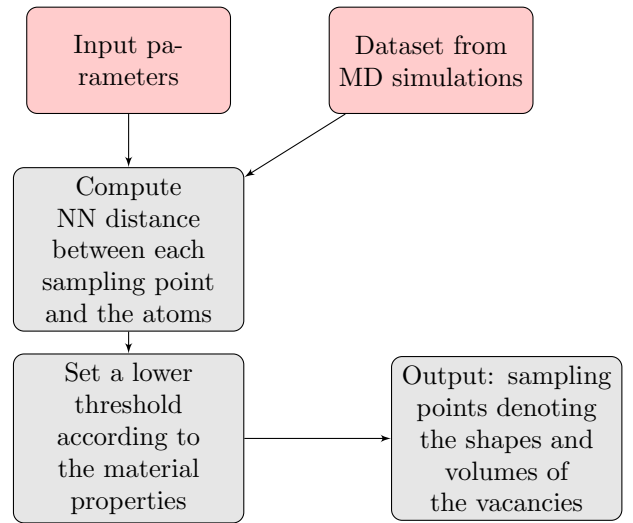 Input pa-
rameters
Dataset from
MD simulations
Compute
NN distance
between each
sampling point
and the atoms
Set a lower
threshold
according to
the material
properties
Output: sampling
points denoting
the shapes and
volumes of
the vacancies